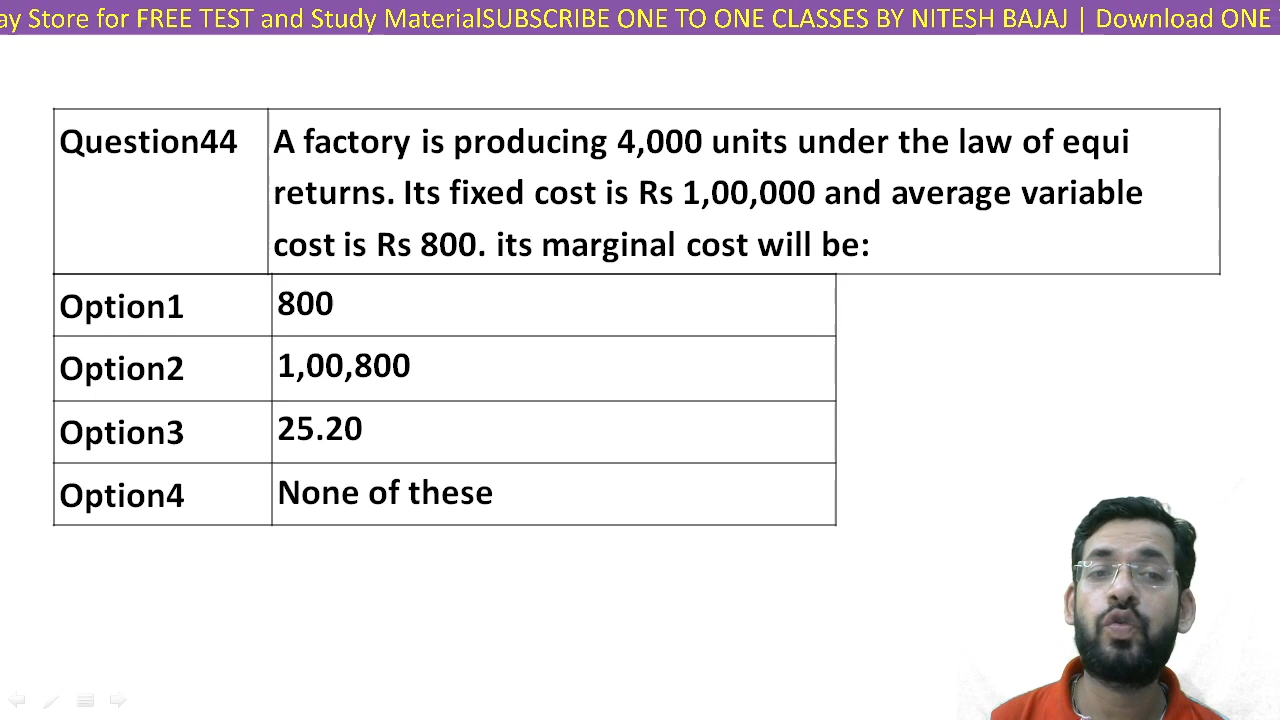 ay Store for FREE TEST and Study MaterialSUBSCRIBE ONE TO ONE CLASSES BY NITESH BAJAJ | Download ONE
Question44 A factory is producing 4,000 units under the law of equi
returns. Its fixed cost is Rs 1,00,000 and average variable
cost is Rs 800. its marginal cost will be:
Option1 800
Option2 1,00,800
Option3 25.20
Option4 None of these